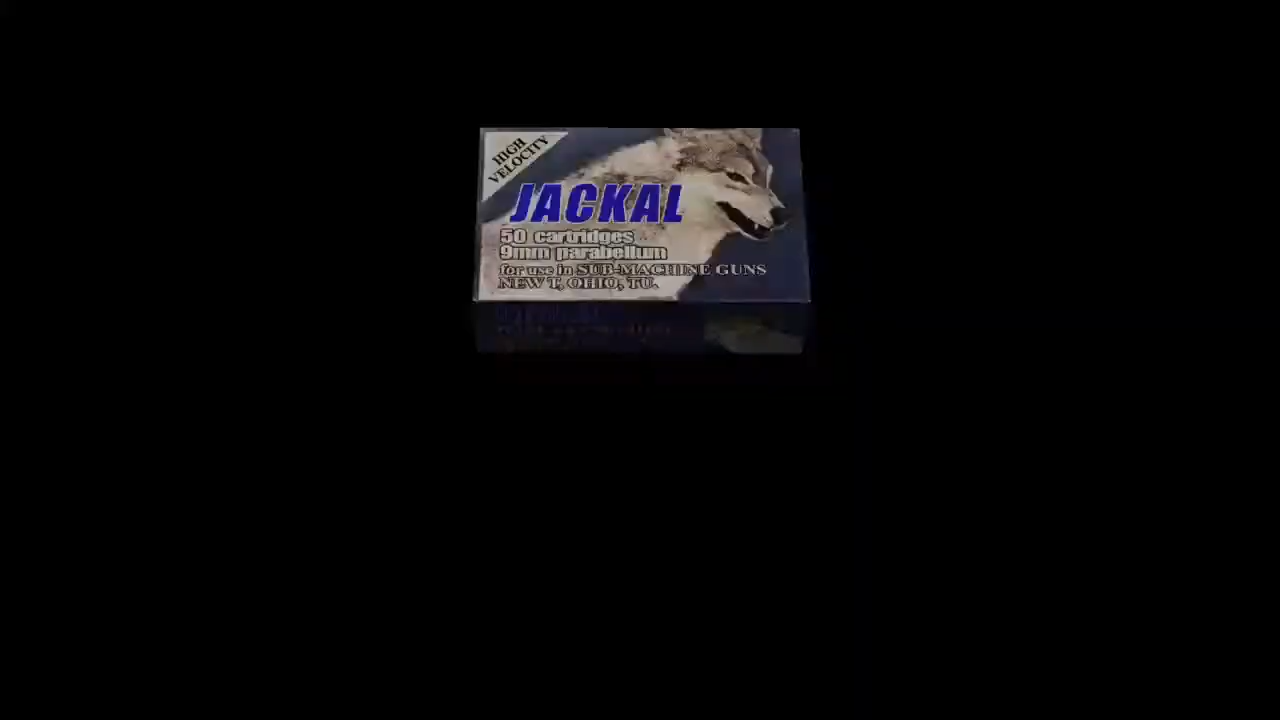 HIGH
VELOCITY
JACKAL
50 cartridges
9mm parabellum
for use in SUB-MACHINE GUNS
NEW T, OHIO, TU.